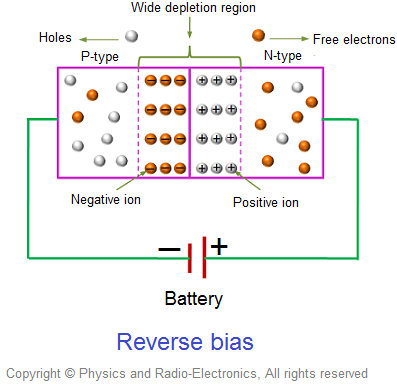 Wide depletion region
Holes
Free electrons
P-type
N-type
Negative ion
Positive ion
− +
Battery
Reverse bias
Copyright © Physics and Radio-Electronics, All rights reserved